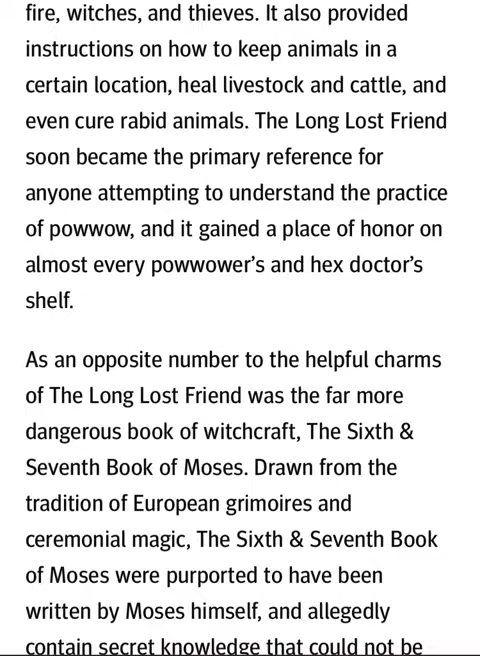 fire, witches, and thieves. It also provided
instructions on how to keep animals in a
certain location, heal livestock and cattle, and
even cure rabid animals. The Long Lost Friend
soon became the primary reference for
anyone attempting to understand the practice
of powwow, and it gained a place of honor on
almost every powwower’s and hex doctor’s
shelf.
As an opposite number to the helpful charms
of The Long Lost Friend was the far more
dangerous book of witchcraft, The Sixth &
Seventh Book of Moses. Drawn from the
tradition of European grimoires and
ceremonial magic, The Sixth & Seventh Book
of Moses were purported to have been
written by Moses himself, and allegedly
contain secret knowledge that could not be